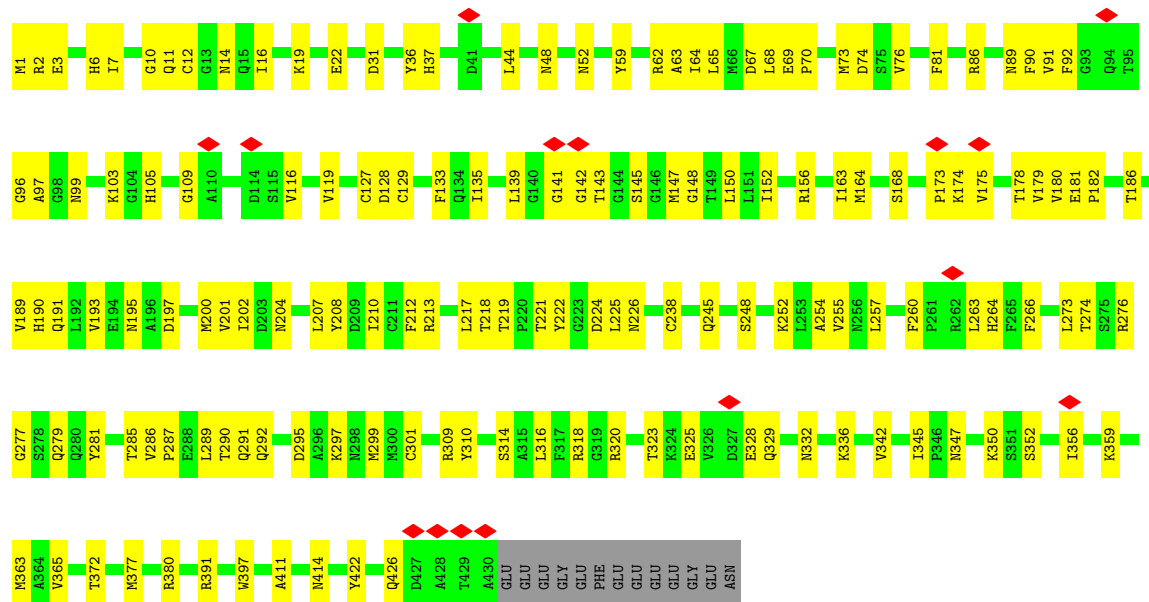 M1 R2 E3 H6 I7 G10 Q11 C12 G13 N14 Q15 I16 K19 E22 D31 Y36 H37 D41 L44 N48 N52 Y59 R62 A63 I64 L65 M66 D67 L68 E69 P70 M73 D74 S75 V76 F81 R86 N89 F90 V91 F92 G93 Q94 T95
G96 A97 G98 N99 K103 G104 H105 G109 A110 D114 S115 V116 V119 C127 D128 C129 F133 Q134 I135 L139 G140 G141 G142 T143 G144 S145 G146 M147 G148 T149 L150 L151 I152 R156 I163 M164 S168 P173 K174 V175 T178 V179 V180 E181 P182 T186
V189 H190 Q191 L192 V193 E194 N195 A196 D197 M200 V201 I202 D203 N204 L207 Y208 D209 I210 C211 F212 R213 L217 T218 T219 P220 T221 Y222 G223 D224 L225 N226 C238 Q245 S248 K252 L253 A254 V255 N256 L257 F260 P261 R262 L263 H264 F265 F266 L273 T274 S275 R276
G277 S278 Q279 Q280 Y281 T285 V286 P287 E288 L289 T290 Q291 Q292 D295 A296 K297 N298 M299 M300 C301 R309 Y310 S314 A315 L316 F317 R318 G319 R320 T323 K324 E325 V326 D327 E328 Q329 N332 K336 V342 I345 P346 N347 K350 S351 S352 I356 K359
M363 A364 V365 T372 M377 R380 R391 W397 A411 N414 Y422 Q426 D427 A428 T429 A430 GLU GLU GLU GLY GLU PHE GLU GLU GLU GLU GLU GLY GLU ASN